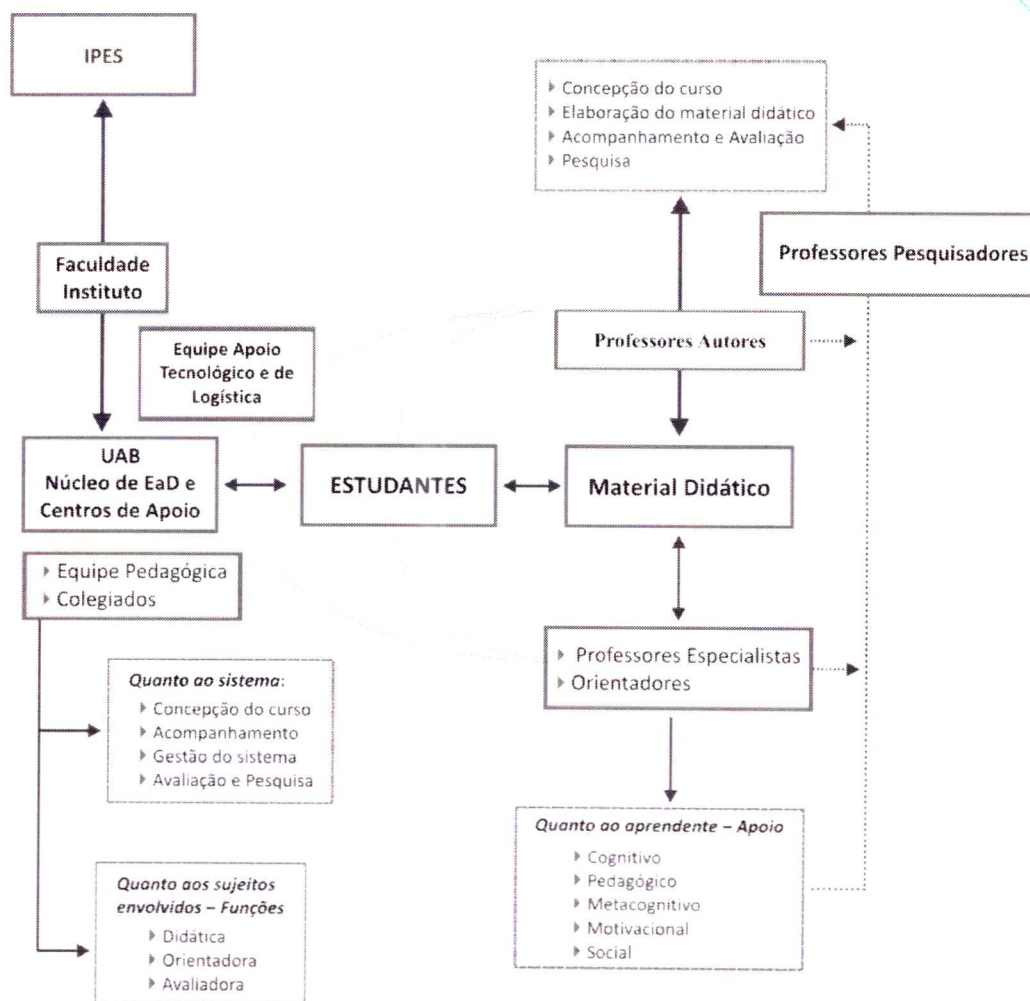 IPES
Faculdade
Instituto
Equipe Apoio
Tecnológico e de
Logística
UAB
Núcleo de EaD e
Centros de Apoio
Equipe Pedagógica
Colegiados
Quanto ao sistema:
Concepção do curso
Acompanhamento
Gestão do sistema
Avaliação e Pesquisa
Quanto aos sujeitos
envolvidos – Funções
Didática
Orientadora
Avaliadora
ESTUDANTES
Concepção do curso
Elaboração do material didático
Acompanhamento e Avaliação
Pesquisa
Professores Pesquisadores
Professores Autores
Material Didático
Professores Especialistas
Orientadores
Quanto ao aprendente – Apoio
Cognitivo
Pedagógico
Metacognitivo
Motivacional
Social